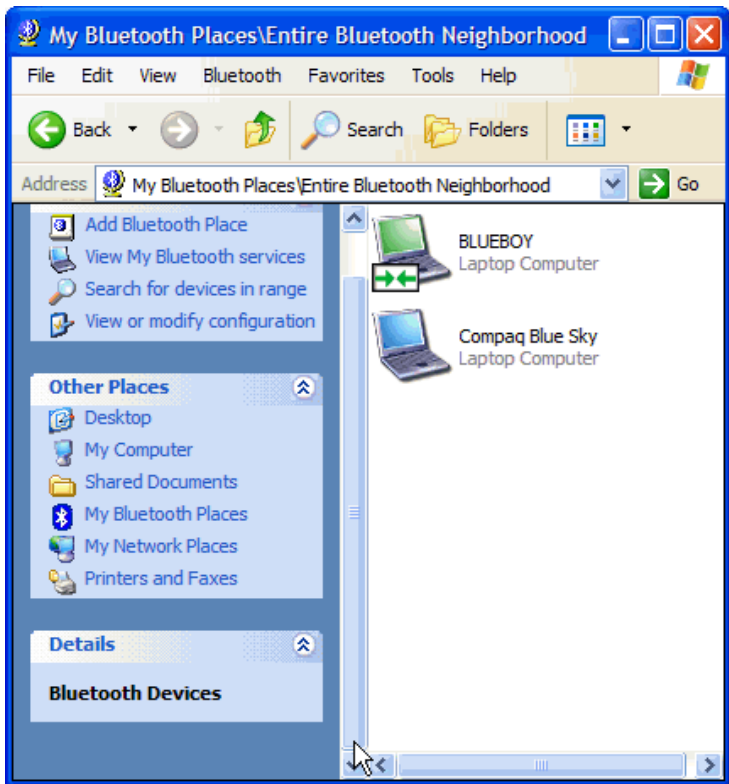 My Bluetooth Places\Entire Bluetooth Neighborhood
File Edit View Bluetooth Favorites Tools Help
Back Search Folders
Address My Bluetooth Places\Entire Bluetooth Neighborhood Go
Add Bluetooth Place
View My Bluetooth services
Search for devices in range
View or modify configuration
Other Places
Desktop
My Computer
Shared Documents
My Bluetooth Places
My Network Places
Printers and Faxes
Details
Bluetooth Devices
BLUEBOY
Laptop Computer
Compaq Blue Sky
Laptop Computer